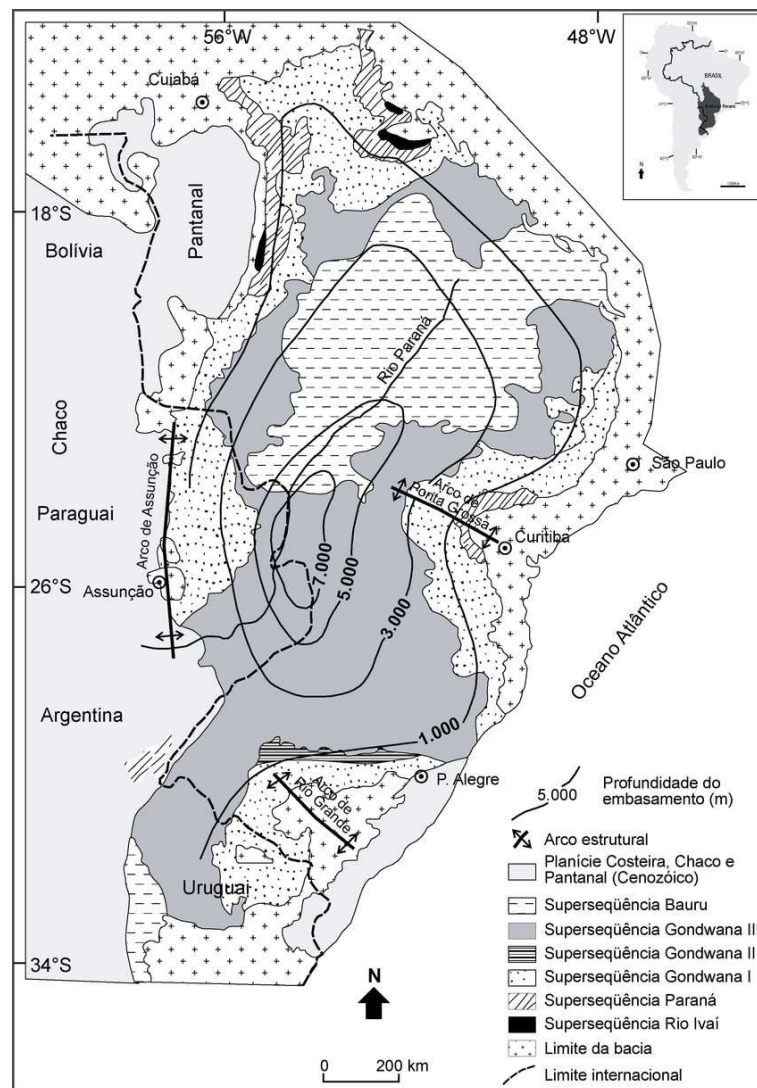 56°W
48°W
Cuiabá
BRASIL
N
18°S
Bolívia
Pantanal
Rio Paraná
Chaco
São Paulo
Arco de Assunção
Arco de
Ponta Grossa
Paraguai
Curitiba
7.000
5.000
3.000
Assunção
26°S
Oceano Atlântico
Argentina
1.000
P. Alegre
Arco de
Rio Grande
Uruguai
34°S
N
0 200 km
5.000
Profundidade do
embasamento (m)
Arco estrutural
Planície Costeira, Chaco e
Pantanal (Cenozóico)
Superseqüência Bauru
Superseqüência Gondwana III
Superseqüência Gondwana II
Superseqüência Gondwana I
Superseqüência Paraná
Superseqüência Rio Ivaí
Limite da bacia
Limite internacional